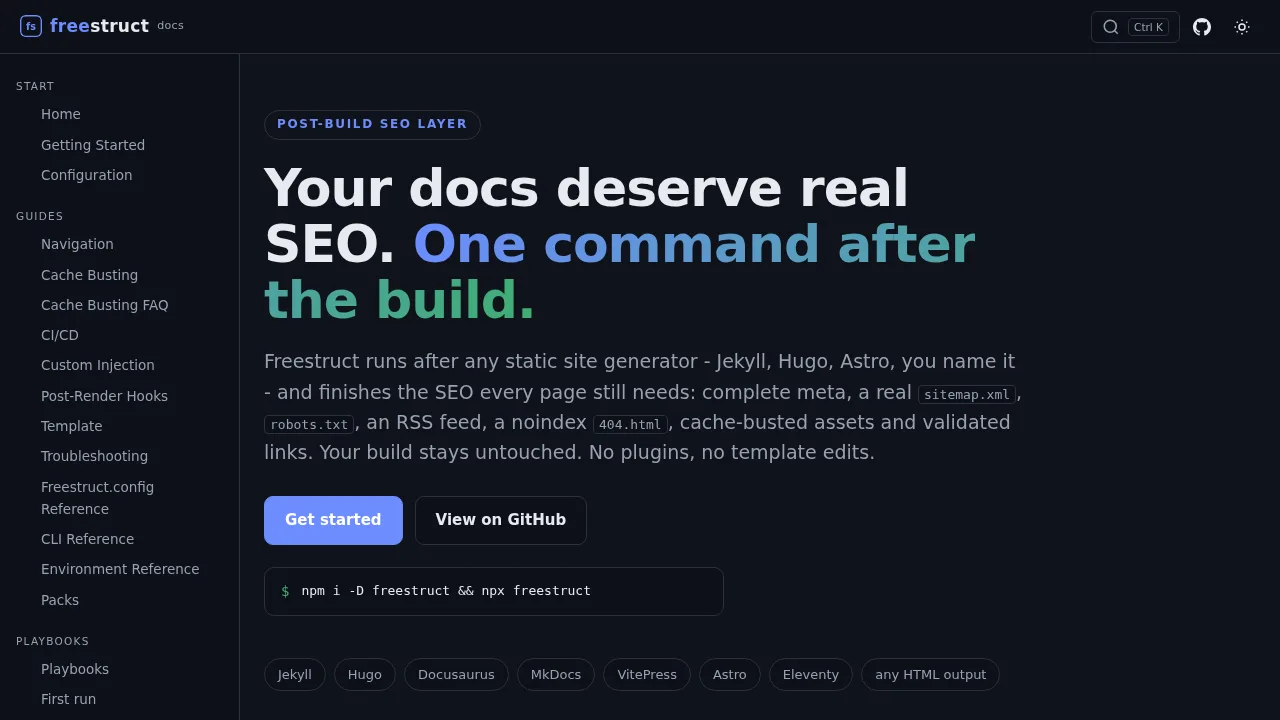 fs freestruct docs
Ctrl K
START
Home
Getting Started
Configuration
GUIDES
Navigation
Cache Busting
Cache Busting FAQ
CI/CD
Custom Injection
Post-Render Hooks
Template
Troubleshooting
Freestruct.config
Reference
CLI Reference
Environment Reference
Packs
PLAYBOOKS
Playbooks
First run
POST-BUILD SEO LAYER
Your docs deserve real
SEO. One command after
the build.
Freestruct runs after any static site generator - Jekyll, Hugo, Astro, you name it
- and finishes the SEO every page still needs: complete meta, a real sitemap.xml,
robots.txt, an RSS feed, a noindex 404.html, cache-busted assets and validated
links. Your build stays untouched. No plugins, no template edits.
Get started
View on GitHub
$ npm i -D freestruct && npx freestruct
Jekyll
Hugo
Docusaurus
MkDocs
VitePress
Astro
Eleventy
any HTML output